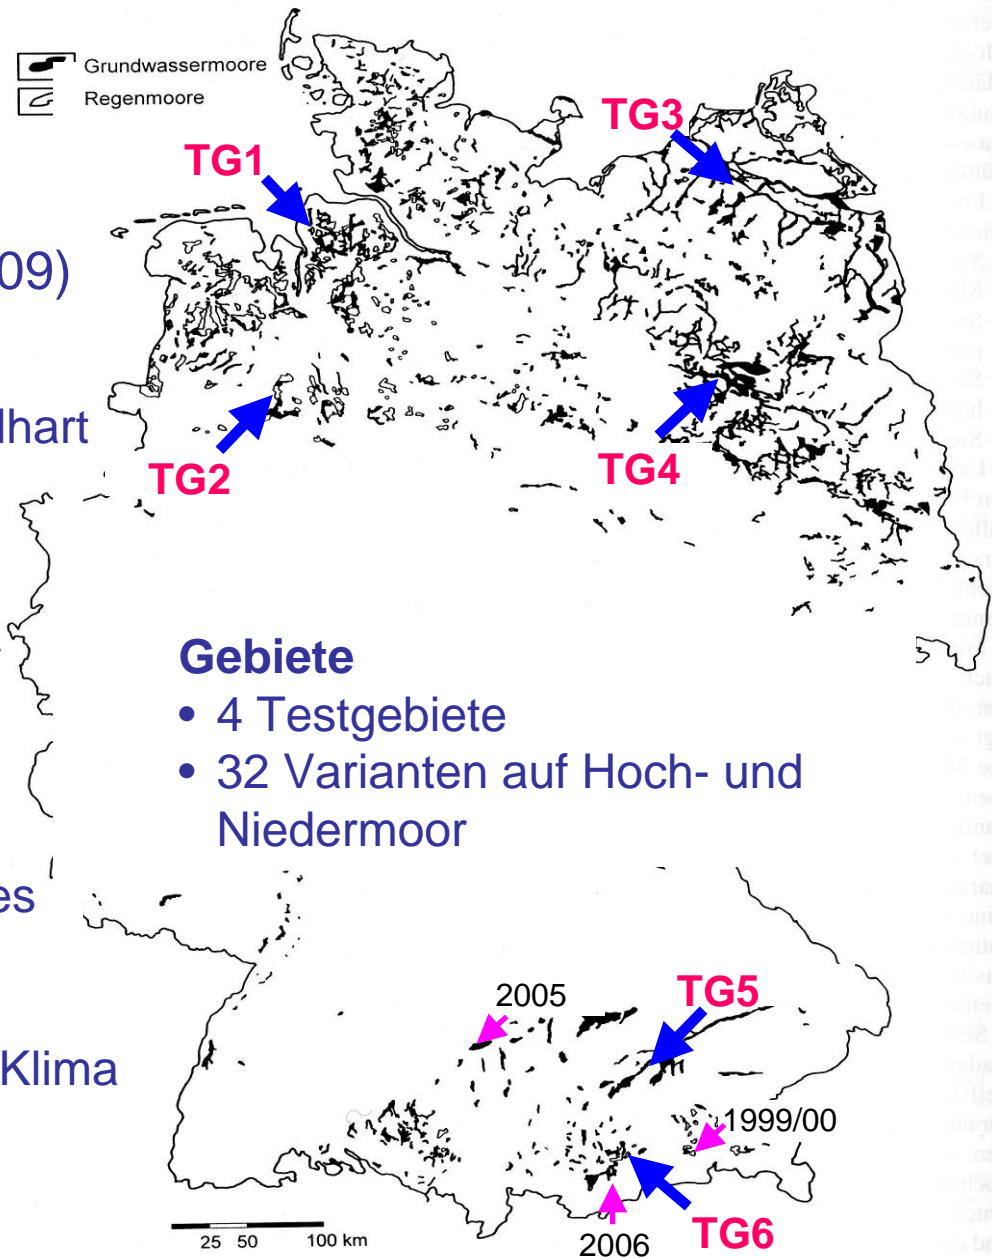 Grundwassermoore
Regenmoore
TG3
TG1
09)
lhart
TG2
TG4
Gebiete
• 4 Testgebiete
• 32 Varianten auf Hoch- und
Niedermoor
es
2005
TG5
Klima
1999/00
TG6
2006
25 50 100 km